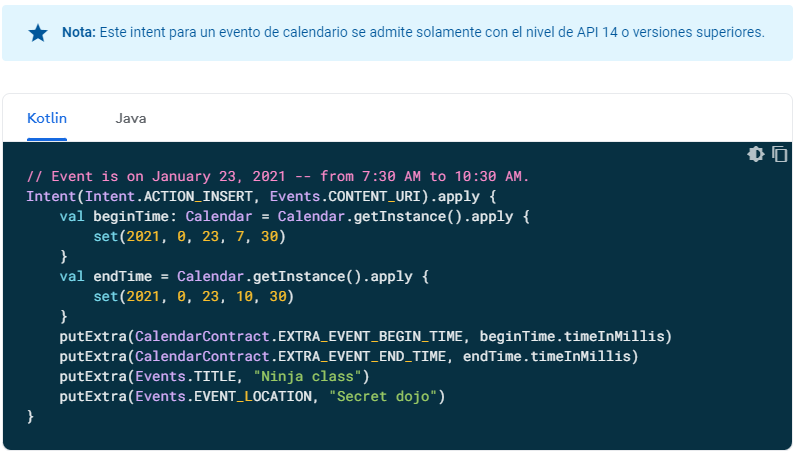 Nota: Este intent para un evento de calendario se admite solamente con el nivel de API 14 o versiones superiores.
Kotlin Java
// Event is on January 23, 2021 -- from 7:30 AM to 10:30 AM.
Intent(Intent.ACTION_INSERT, Events.CONTENT_URI).apply {
    val beginTime: Calendar = Calendar.getInstance().apply {
        set(2021, 0, 23, 7, 30)
    }
    val endTime = Calendar.getInstance().apply {
        set(2021, 0, 23, 10, 30)
    }
    putExtra(CalendarContract.EXTRA_EVENT_BEGIN_TIME, beginTime.timeInMillis)
    putExtra(CalendarContract.EXTRA_EVENT_END_TIME, endTime.timeInMillis)
    putExtra(Events.TITLE, "Ninja class")
    putExtra(Events.EVENT_LOCATION, "Secret dojo")
}